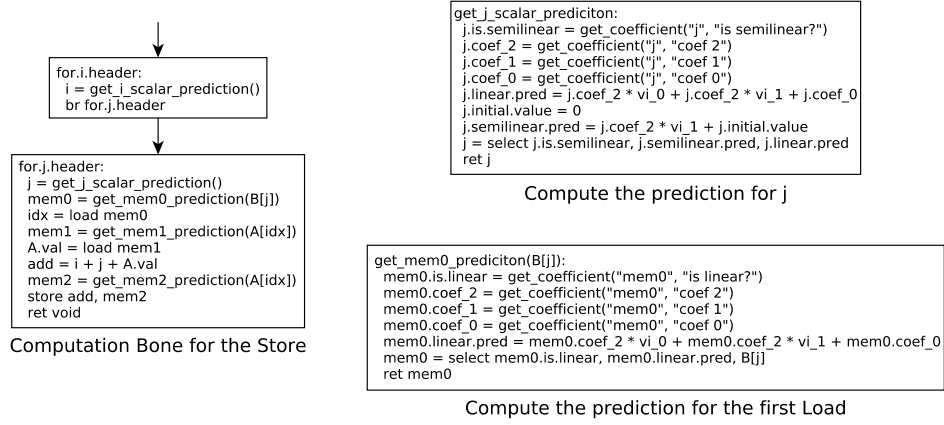 for.i.header:
i = get_i_scalar_prediction()
br for.j.header
for.j.header:
j = get_j_scalar_prediction()
mem0 = get_mem0_prediction(B[j])
idx = load mem0
mem1 = get_mem1_prediction(A[idx])
A.val = load mem1
add = i + j + A.val
mem2 = get_mem2_prediction(A[idx])
store add, mem2
ret void
Computation Bone for the Store
get_j_scalar_prediciton:
j.is.semilinear = get_coefficient("j", "is semilinear?")
j.coef_2 = get_coefficient("j", "coef 2")
j.coef_1 = get_coefficient("j", "coef 1")
j.coef_0 = get_coefficient("j", "coef 0")
j.linear.pred = j.coef_2 * vi_0 + j.coef_2 * vi_1 + j.coef_0
j.initial.value = 0
j.semilinear.pred = j.coef_2 * vi_1 + j.initial.value
j = select j.is.semilinear, j.semilinear.pred, j.linear.pred
ret j
Compute the prediction for j
get_mem0_prediciton(B[j]):
mem0.is.linear = get_coefficient("mem0", "is linear?")
mem0.coef_2 = get_coefficient("mem0", "coef 2")
mem0.coef_1 = get_coefficient("mem0", "coef 1")
mem0.coef_0 = get_coefficient("mem0", "coef 0")
mem0.linear.pred = mem0.coef_2 * vi_0 + mem0.coef_2 * vi_1 + mem0.coef_0
mem0 = select mem0.is.linear, mem0.linear.pred, B[j]
ret mem0
Compute the prediction for the first Load